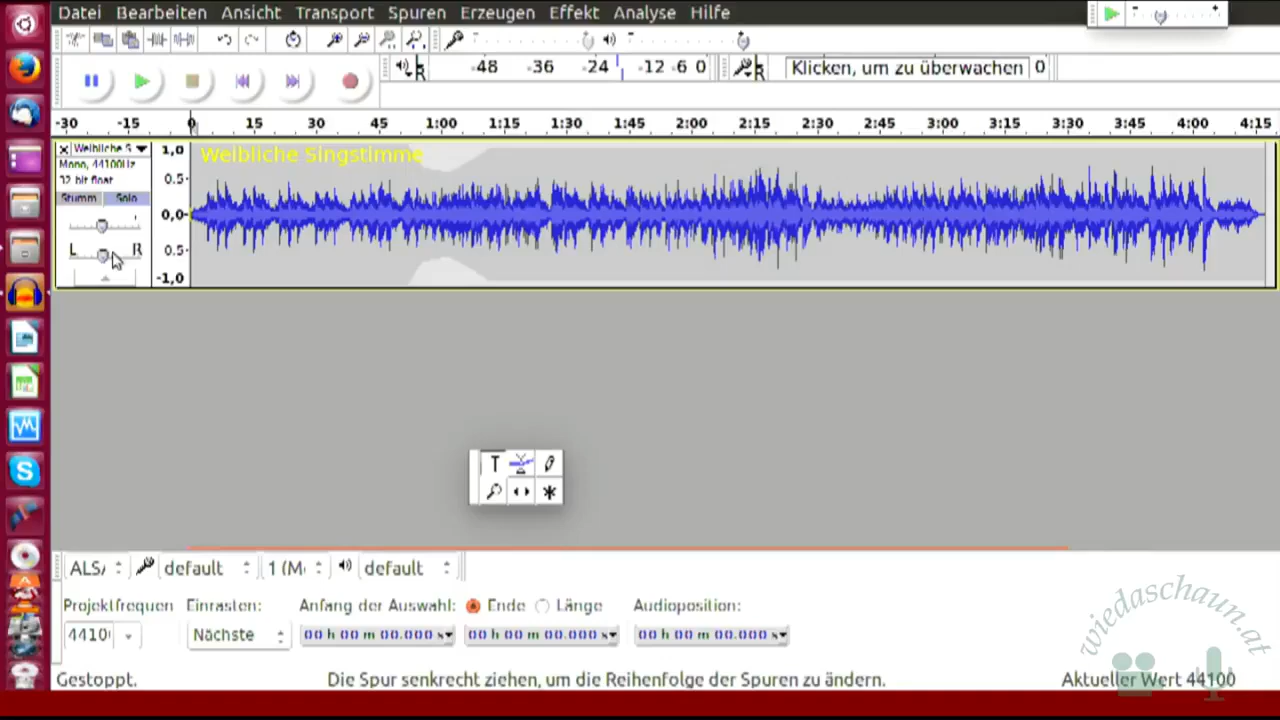 Datei Bearbeiten Ansicht Transport Spuren Erzeugen Effekt Analyse Hilfe
-48 -36 -24 -12 -6 0
Klicken, um zu überwachen 0
-30 -15 0 15 30 45 1:00 1:15 1:30 1:45 2:00 2:15 2:30 2:45 3:00 3:15 3:30 3:45 4:00 4:15
Weibliche S
Mono, 44100Hz
32 bit float
Stumm Solo
L R
1,0
0.5
0,0
0.5
-1,0
Weibliche Singstimme
ALSA default 1 (Mo default
Projektfrequen Einrasten: Anfang der Auswahl: Ende Länge Audioposition:
4410 Nächste 00 h 00 m 00.000 s 00 h 00 m 00.000 s 00 h 00 m 00.000 s
Gestoppt. Die Spur senkrecht ziehen, um die Reihenfolge der Spuren zu ändern. Aktueller Wert 44100
wiedaschaun.at